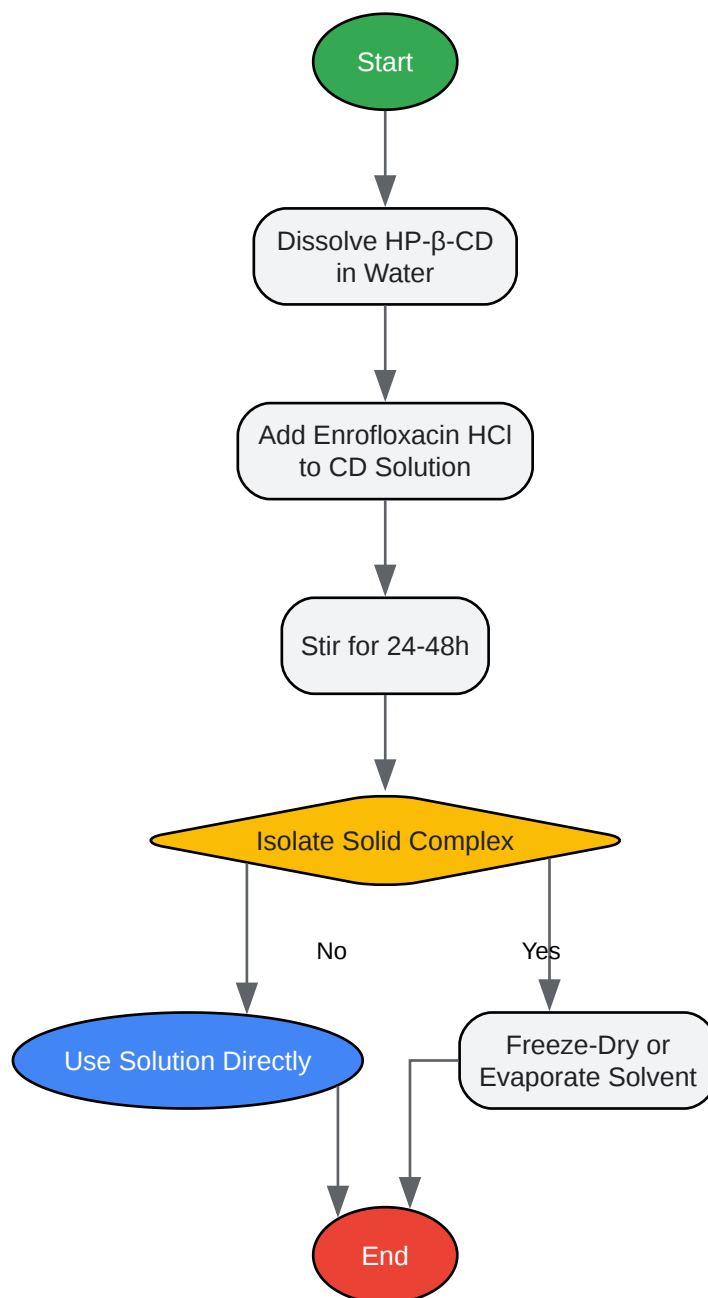 Start
Dissolve HP-β-CD
in Water
Add Enrofloxacin HCl
to CD Solution
Stir for 24-48h
Isolate Solid Complex
No
Yes
Use Solution Directly
Freeze-Dry or
Evaporate Solvent
End